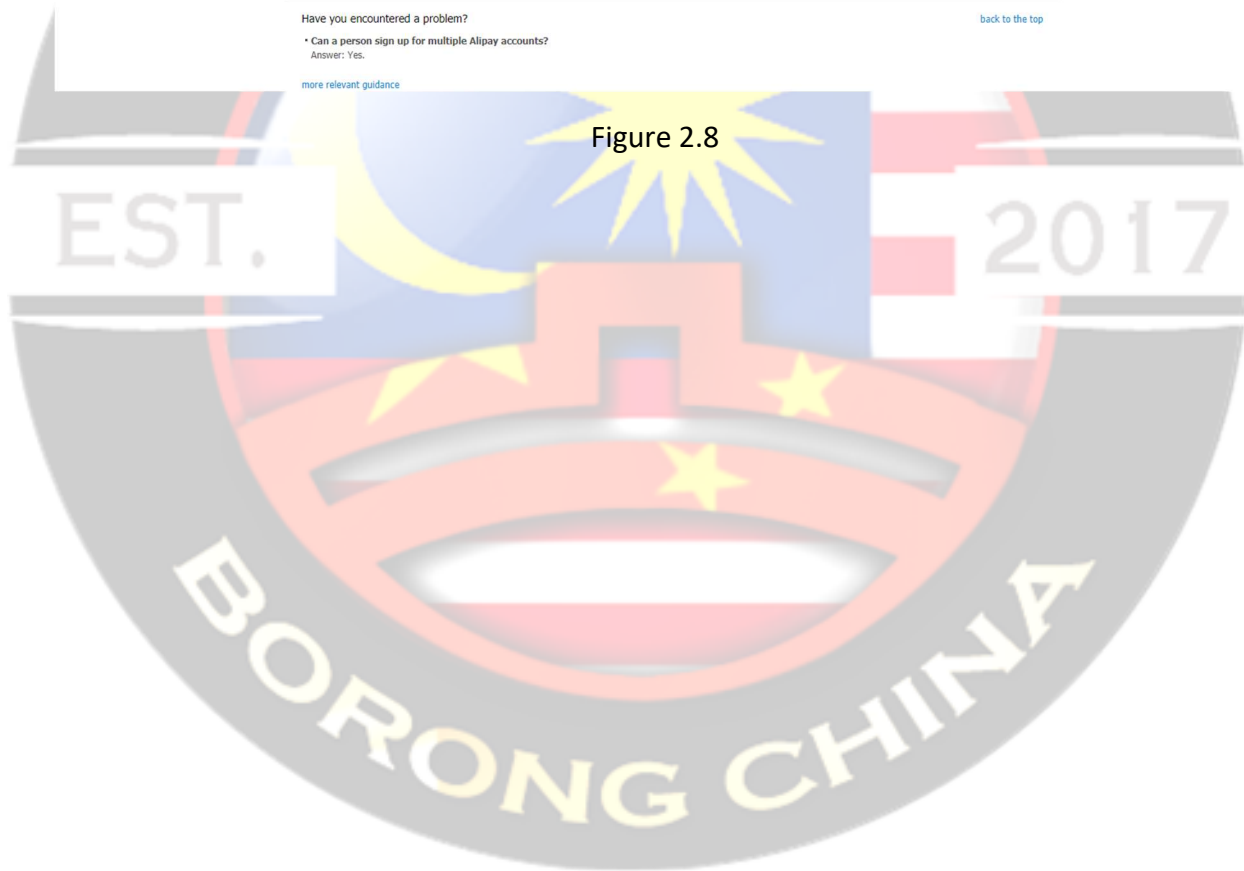 Have you encountered a problem?
back to the top
• Can a person sign up for multiple Alipay accounts?
Answer: Yes.
more relevant guidance
Figure 2.8
EST.
2017
BORONG CHINA